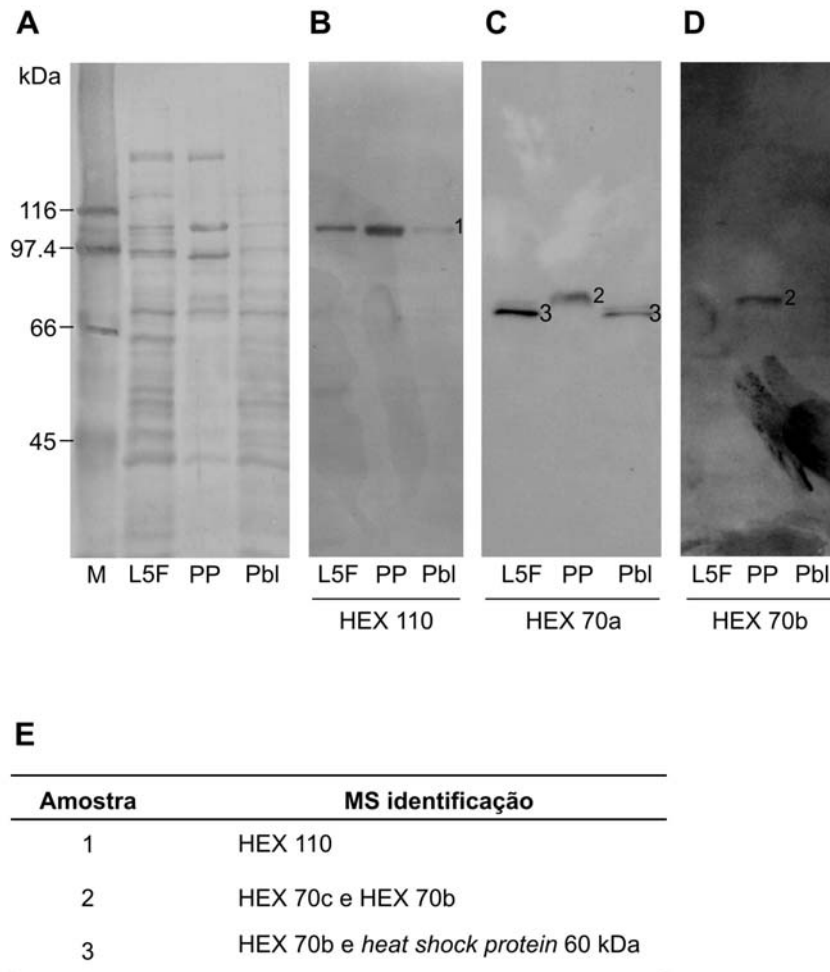 A
B
C
D
kDa
116
97.4
66
45
1
3
2
3
2
M L5F PP Pbl
L5F PP Pbl
L5F PP Pbl
L5F PP Pbl
HEX 110
HEX 70a
HEX 70b
E
Amostra MS identificação
1 HEX 110
2 HEX 70c e HEX 70b
3 HEX 70b e heat shock protein 60 kDa